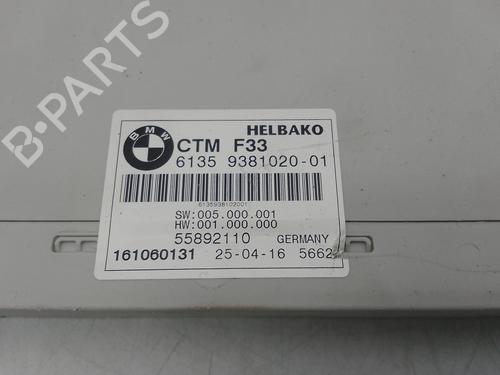 HELBAKO
BMW
CTM F33
6135 9381020-01
6135938102001
SW:005.000.001
HW:001.000.000
55892110 GERMANY
161060131 25-04-16 5662
B-PARTS